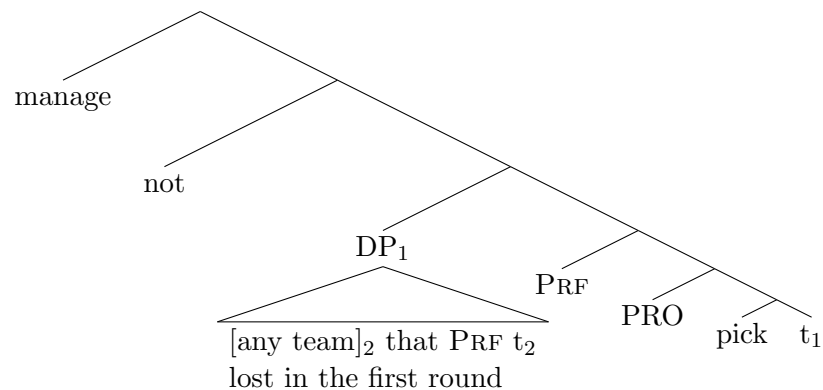 manage
not
DP₁
PRF
PRO
pick t₁
[any team]₂ that PRF t₂
lost in the first round